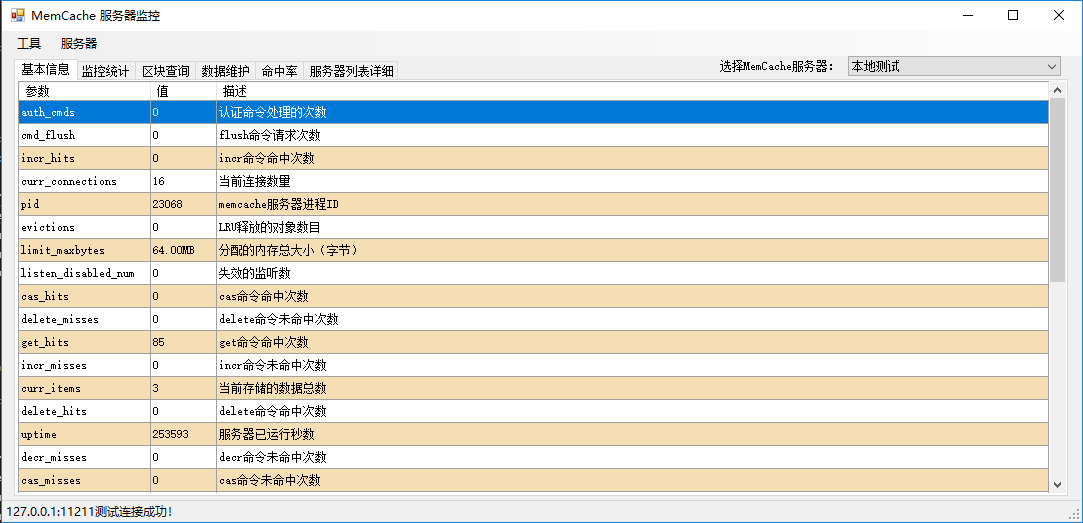 MemCache 服务器监控
工具 服务器
基本信息 监控统计 区块查询 数据维护 命中率 服务器列表详细 选择MemCache服务器： 本地测试
参数 值 描述
auth_cmds 0 认证命令处理的次数
cmd_flush 0 flush命令请求次数
incr_hits 0 incr命令命中次数
curr_connections 16 当前连接数量
pid 23068 memcache服务器进程ID
evictions 0 LRU释放的对象数目
limit_maxbytes 64.00MB 分配的内存总大小（字节）
listen_disabled_num 0 失效的监听数
cas_hits 0 cas命令命中次数
delete_misses 0 delete命令未命中次数
get_hits 85 get命令命中次数
incr_misses 0 incr命令未命中次数
curr_items 3 当前存储的数据总数
delete_hits 0 delete命令命中次数
uptime 253593 服务器已运行秒数
decr_misses 0 decr命令未命中次数
cas_misses 0 cas命令未命中次数
127.0.0.1:11211测试连接成功!